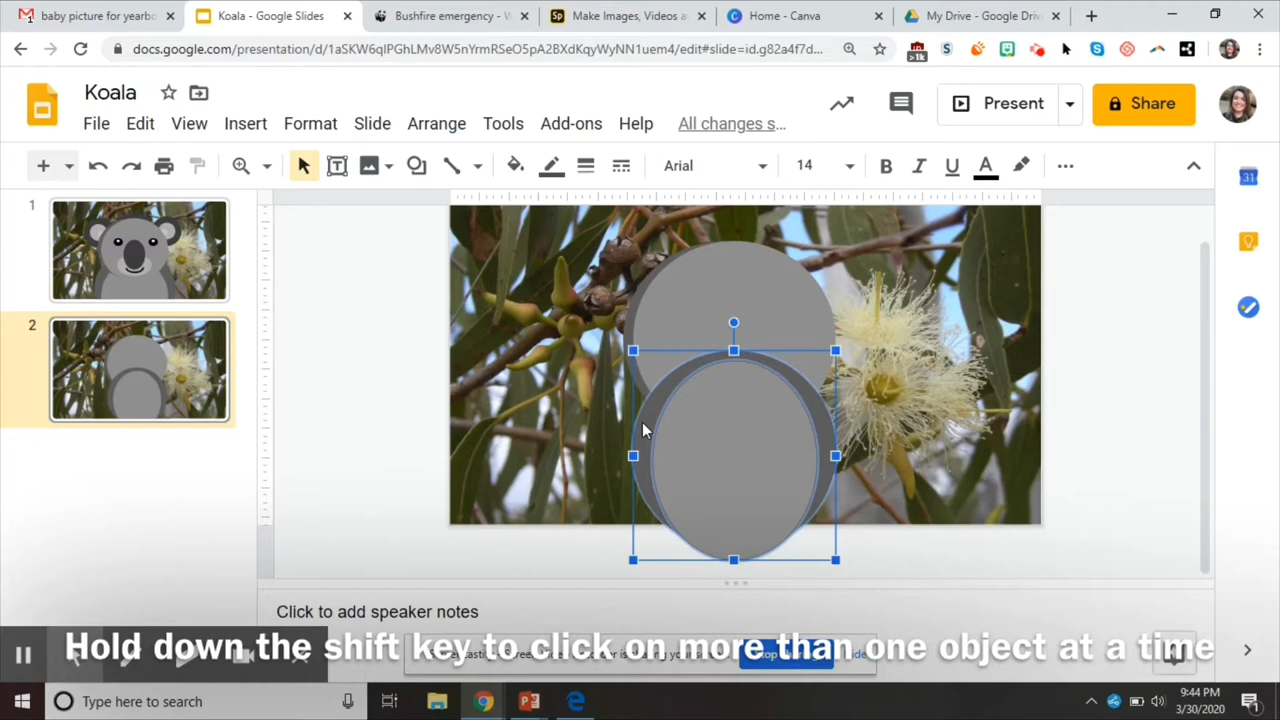 baby picture for yearbo
Koala - Google Slides
Bushfire emergency - W
Make Images, Videos a
Home - Canva
My Drive - Google Driv
docs.google.com/presentation/d/1aSKW6qlPGhLMv8W5nYrmRSeO5pA2BXdKqyWyNN1uem4/edit#slide=id.g82a4f7d...
>1k
Koala
File Edit View Insert Format Slide Arrange Tools Add-ons Help All changes s...
Present
Share
Arial
14
B I U A
31
1
2
Click to add speaker notes
Hold down the shift key to click on more than one object at a time
Type here to search
9:44 PM
3/30/2020